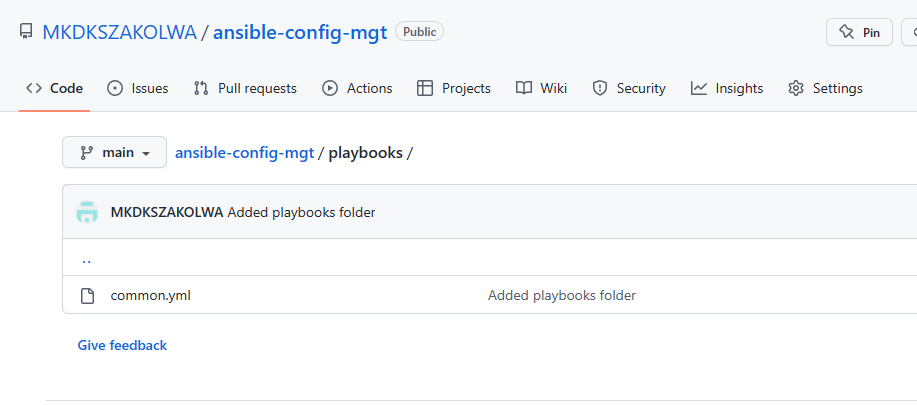 MKDKSZAKOLWA / ansible-config-mgt Public Pin
Code Issues Pull requests Actions Projects Wiki Security Insights Settings
main ansible-config-mgt / playbooks /
MKDKSZAKOLWA Added playbooks folder
..
common.yml Added playbooks folder
Give feedback